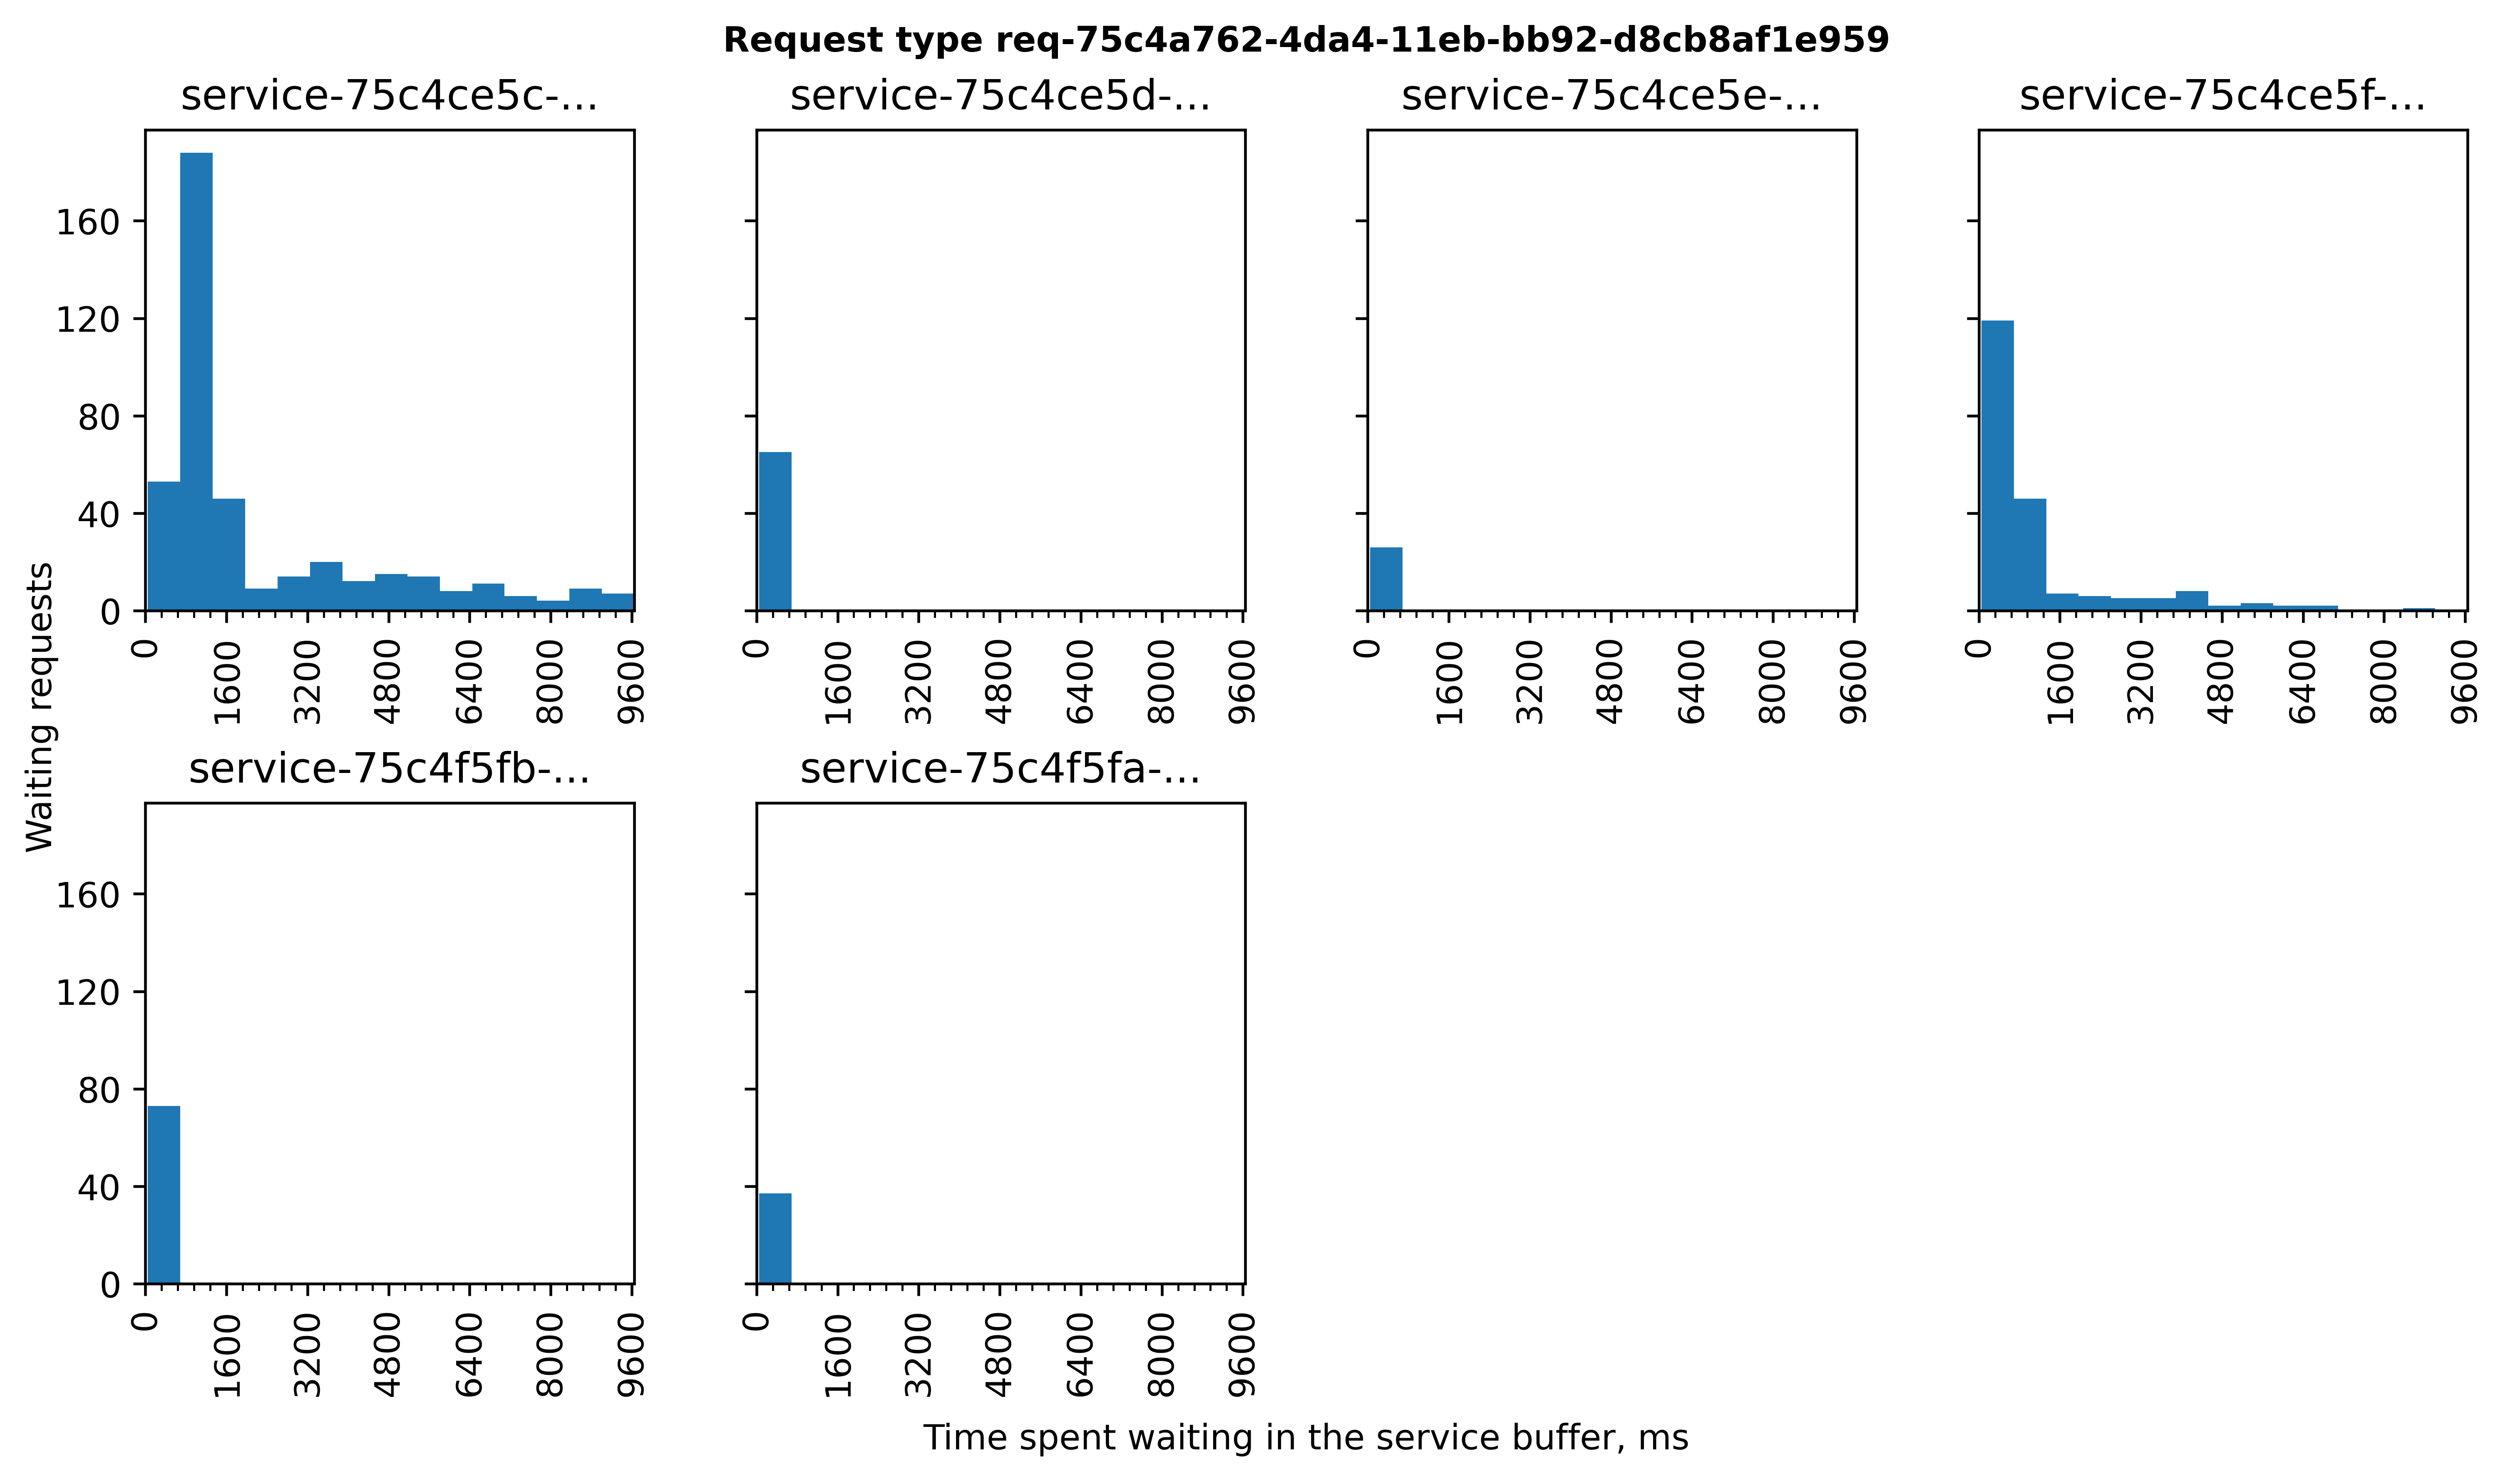 Request type req-75c4a762-4da4-11eb-bb92-d8cb8af1e959
service-75c4ce5c-...
service-75c4ce5d-...
service-75c4ce5e-...
service-75c4ce5f-...
160
120
80
40
0
0 1600 3200 4800 6400 8000 9600
0 1600 3200 4800 6400 8000 9600
0 1600 3200 4800 6400 8000 9600
0 1600 3200 4800 6400 8000 9600
Waiting requests
service-75c4f5fb-...
service-75c4f5fa-...
160
120
80
40
0
0 1600 3200 4800 6400 8000 9600
0 1600 3200 4800 6400 8000 9600
Time spent waiting in the service buffer, ms